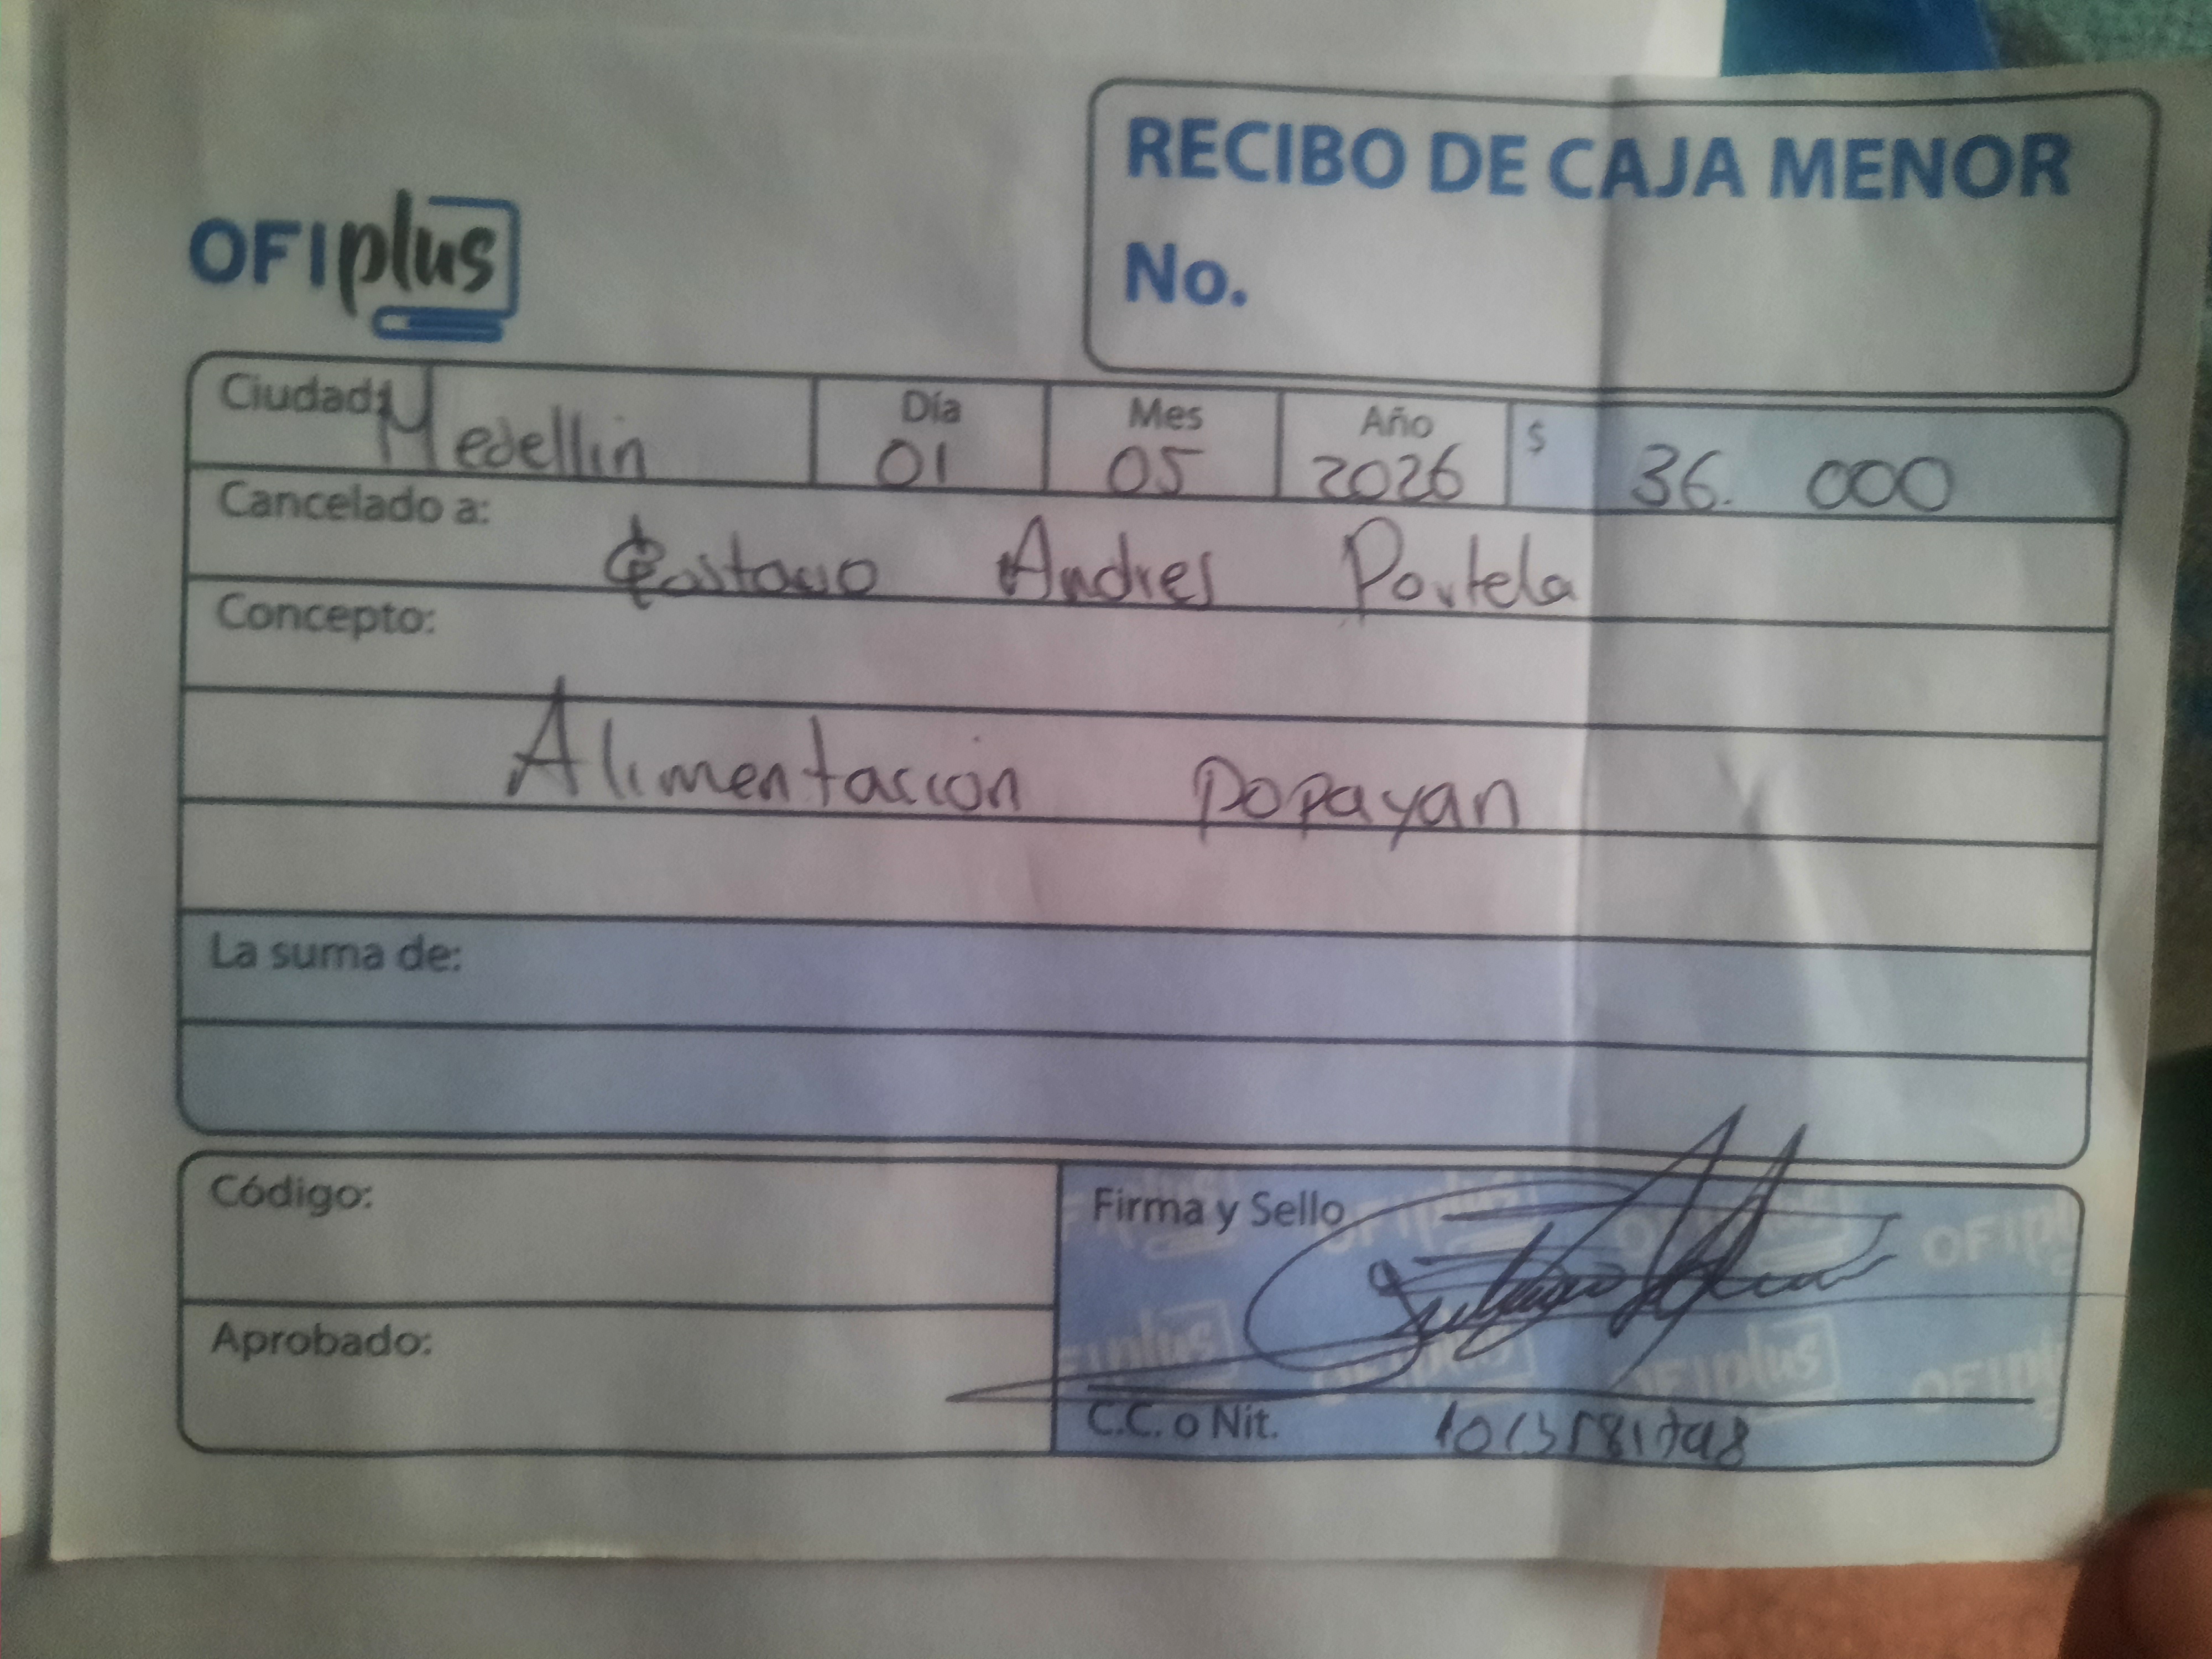 OFIplus
RECIBO DE CAJA MENOR
No.
Ciudad: Medellin
Día 01
Mes 05
Año 2026
$ 36. 000
Cancelado a: Andres Portela
Concepto:
Alimentacion popayan
La suma de:
Código:
Aprobado:
Firma y Sello
C.C. o Nit.